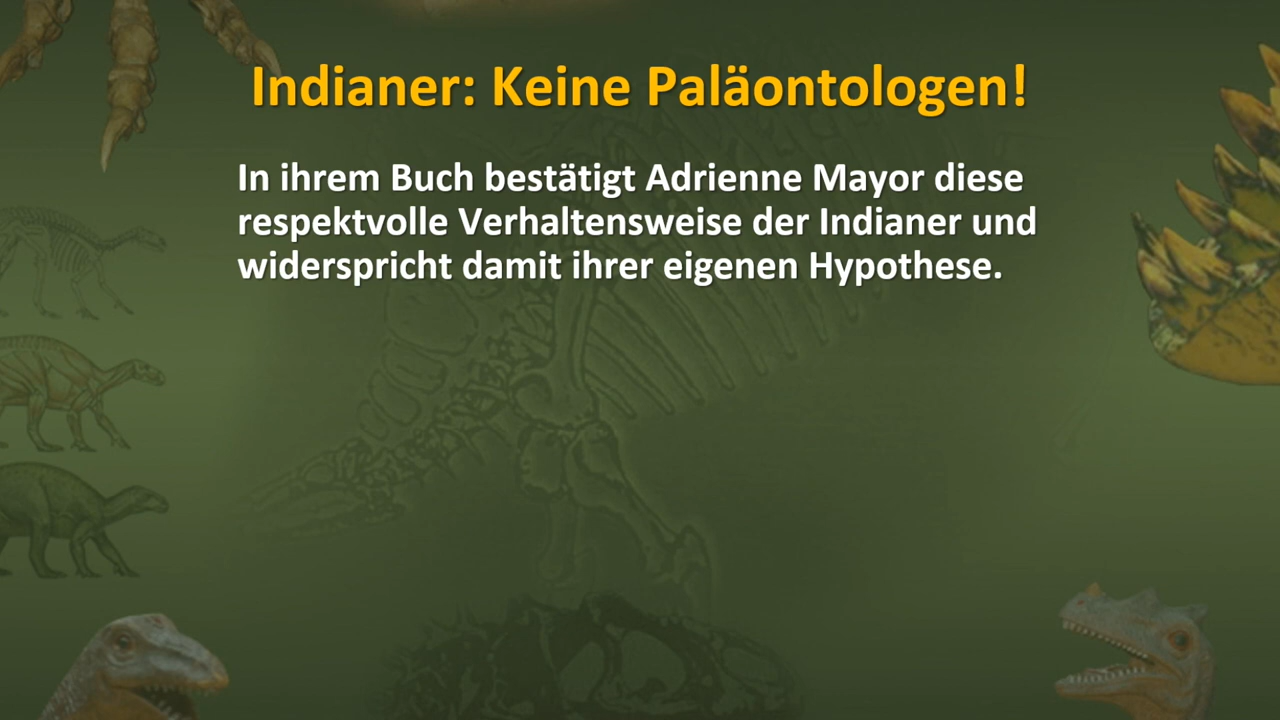 Indianer: Keine Paläontologen!
In ihrem Buch bestätigt Adrienne Mayor diese
respektvolle Verhaltensweise der Indianer und
widerspricht damit ihrer eigenen Hypothese.